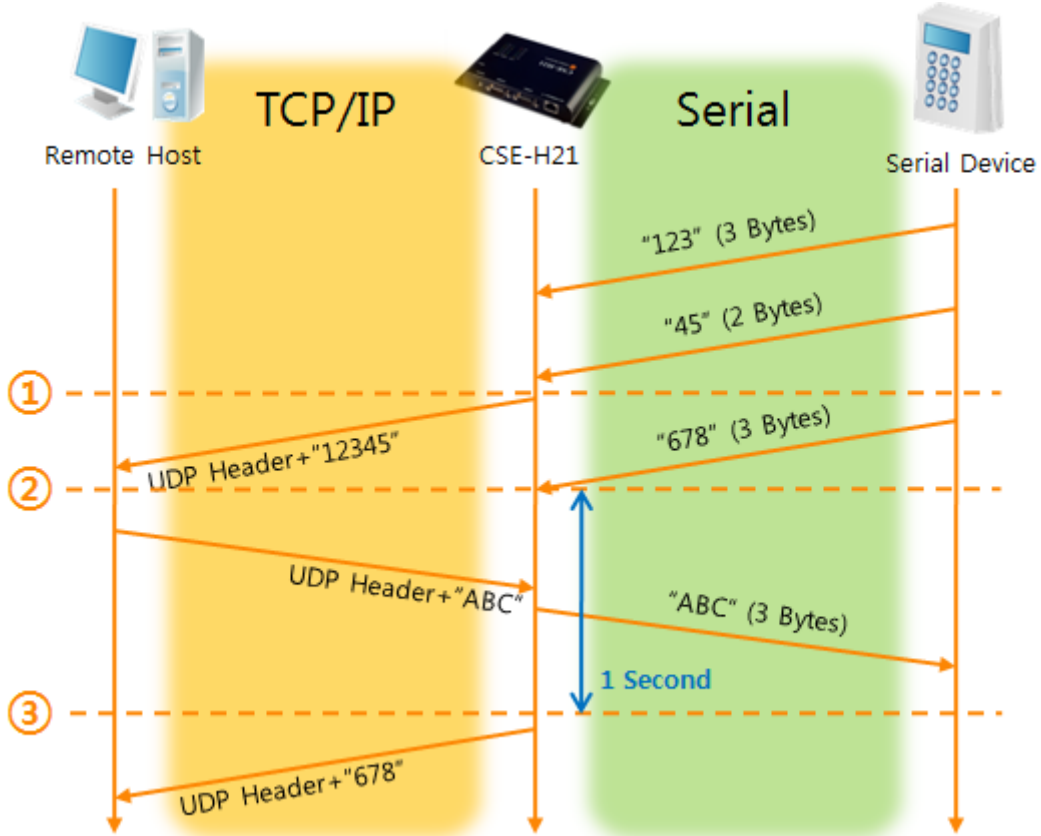 TCP/IP
Serial
Remote Host
CSE-H21
Serial Device
"123" (3 Bytes)
"45" (2 Bytes)
①
"678" (3 Bytes)
UDP Header+"12345"
②
UDP Header+"ABC"
"ABC" (3 Bytes)
1 Second
③
UDP Header+"678"